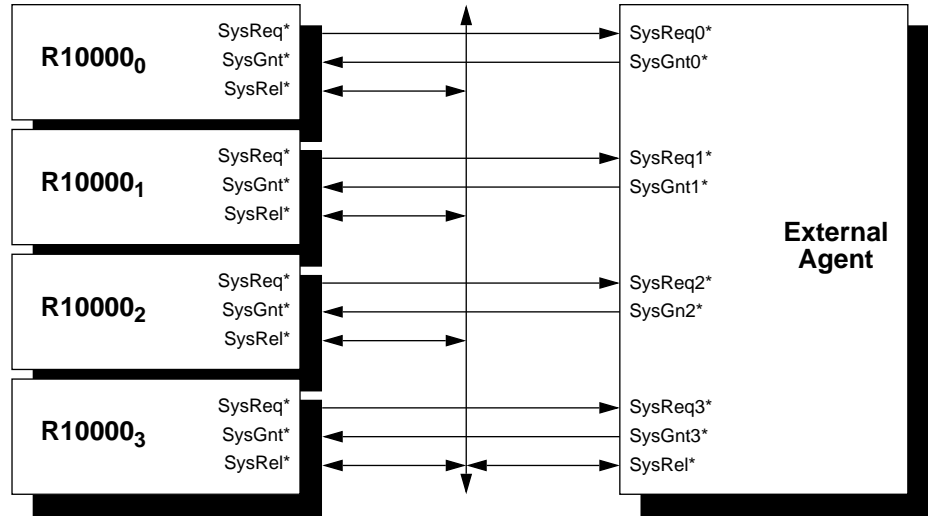 R10000₀
SysReq*
SysGnt*
SysRel*
R10000₁
SysReq*
SysGnt*
SysRel*
R10000₂
SysReq*
SysGnt*
SysRel*
R10000₃
SysReq*
SysGnt*
SysRel*
SysReq0*
SysGnt0*
SysReq1*
SysGnt1*
SysReq2*
SysGn2*
SysReq3*
SysGnt3*
SysRel*
External
Agent